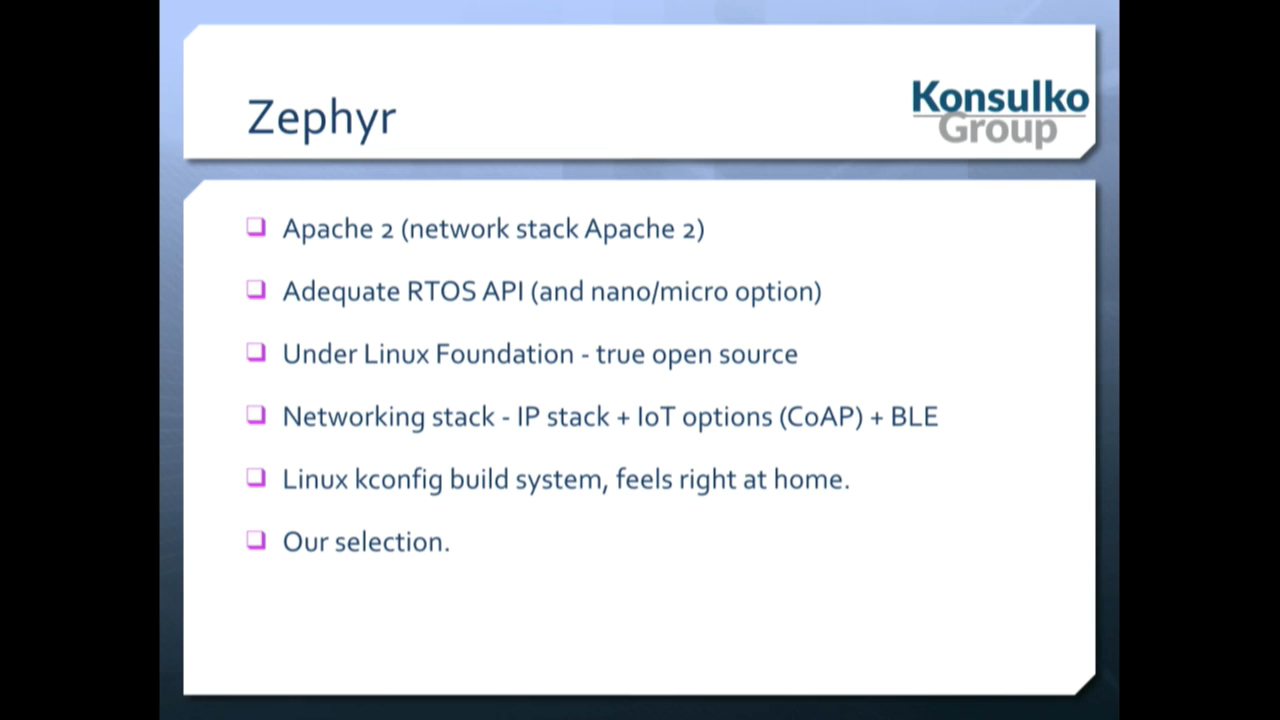 Zephyr
Konsulko
Group
Apache 2 (network stack Apache 2)
Adequate RTOS API (and nano/micro option)
Under Linux Foundation - true open source
Networking stack - IP stack + IoT options (CoAP) + BLE
Linux kconfig build system, feels right at home.
Our selection.